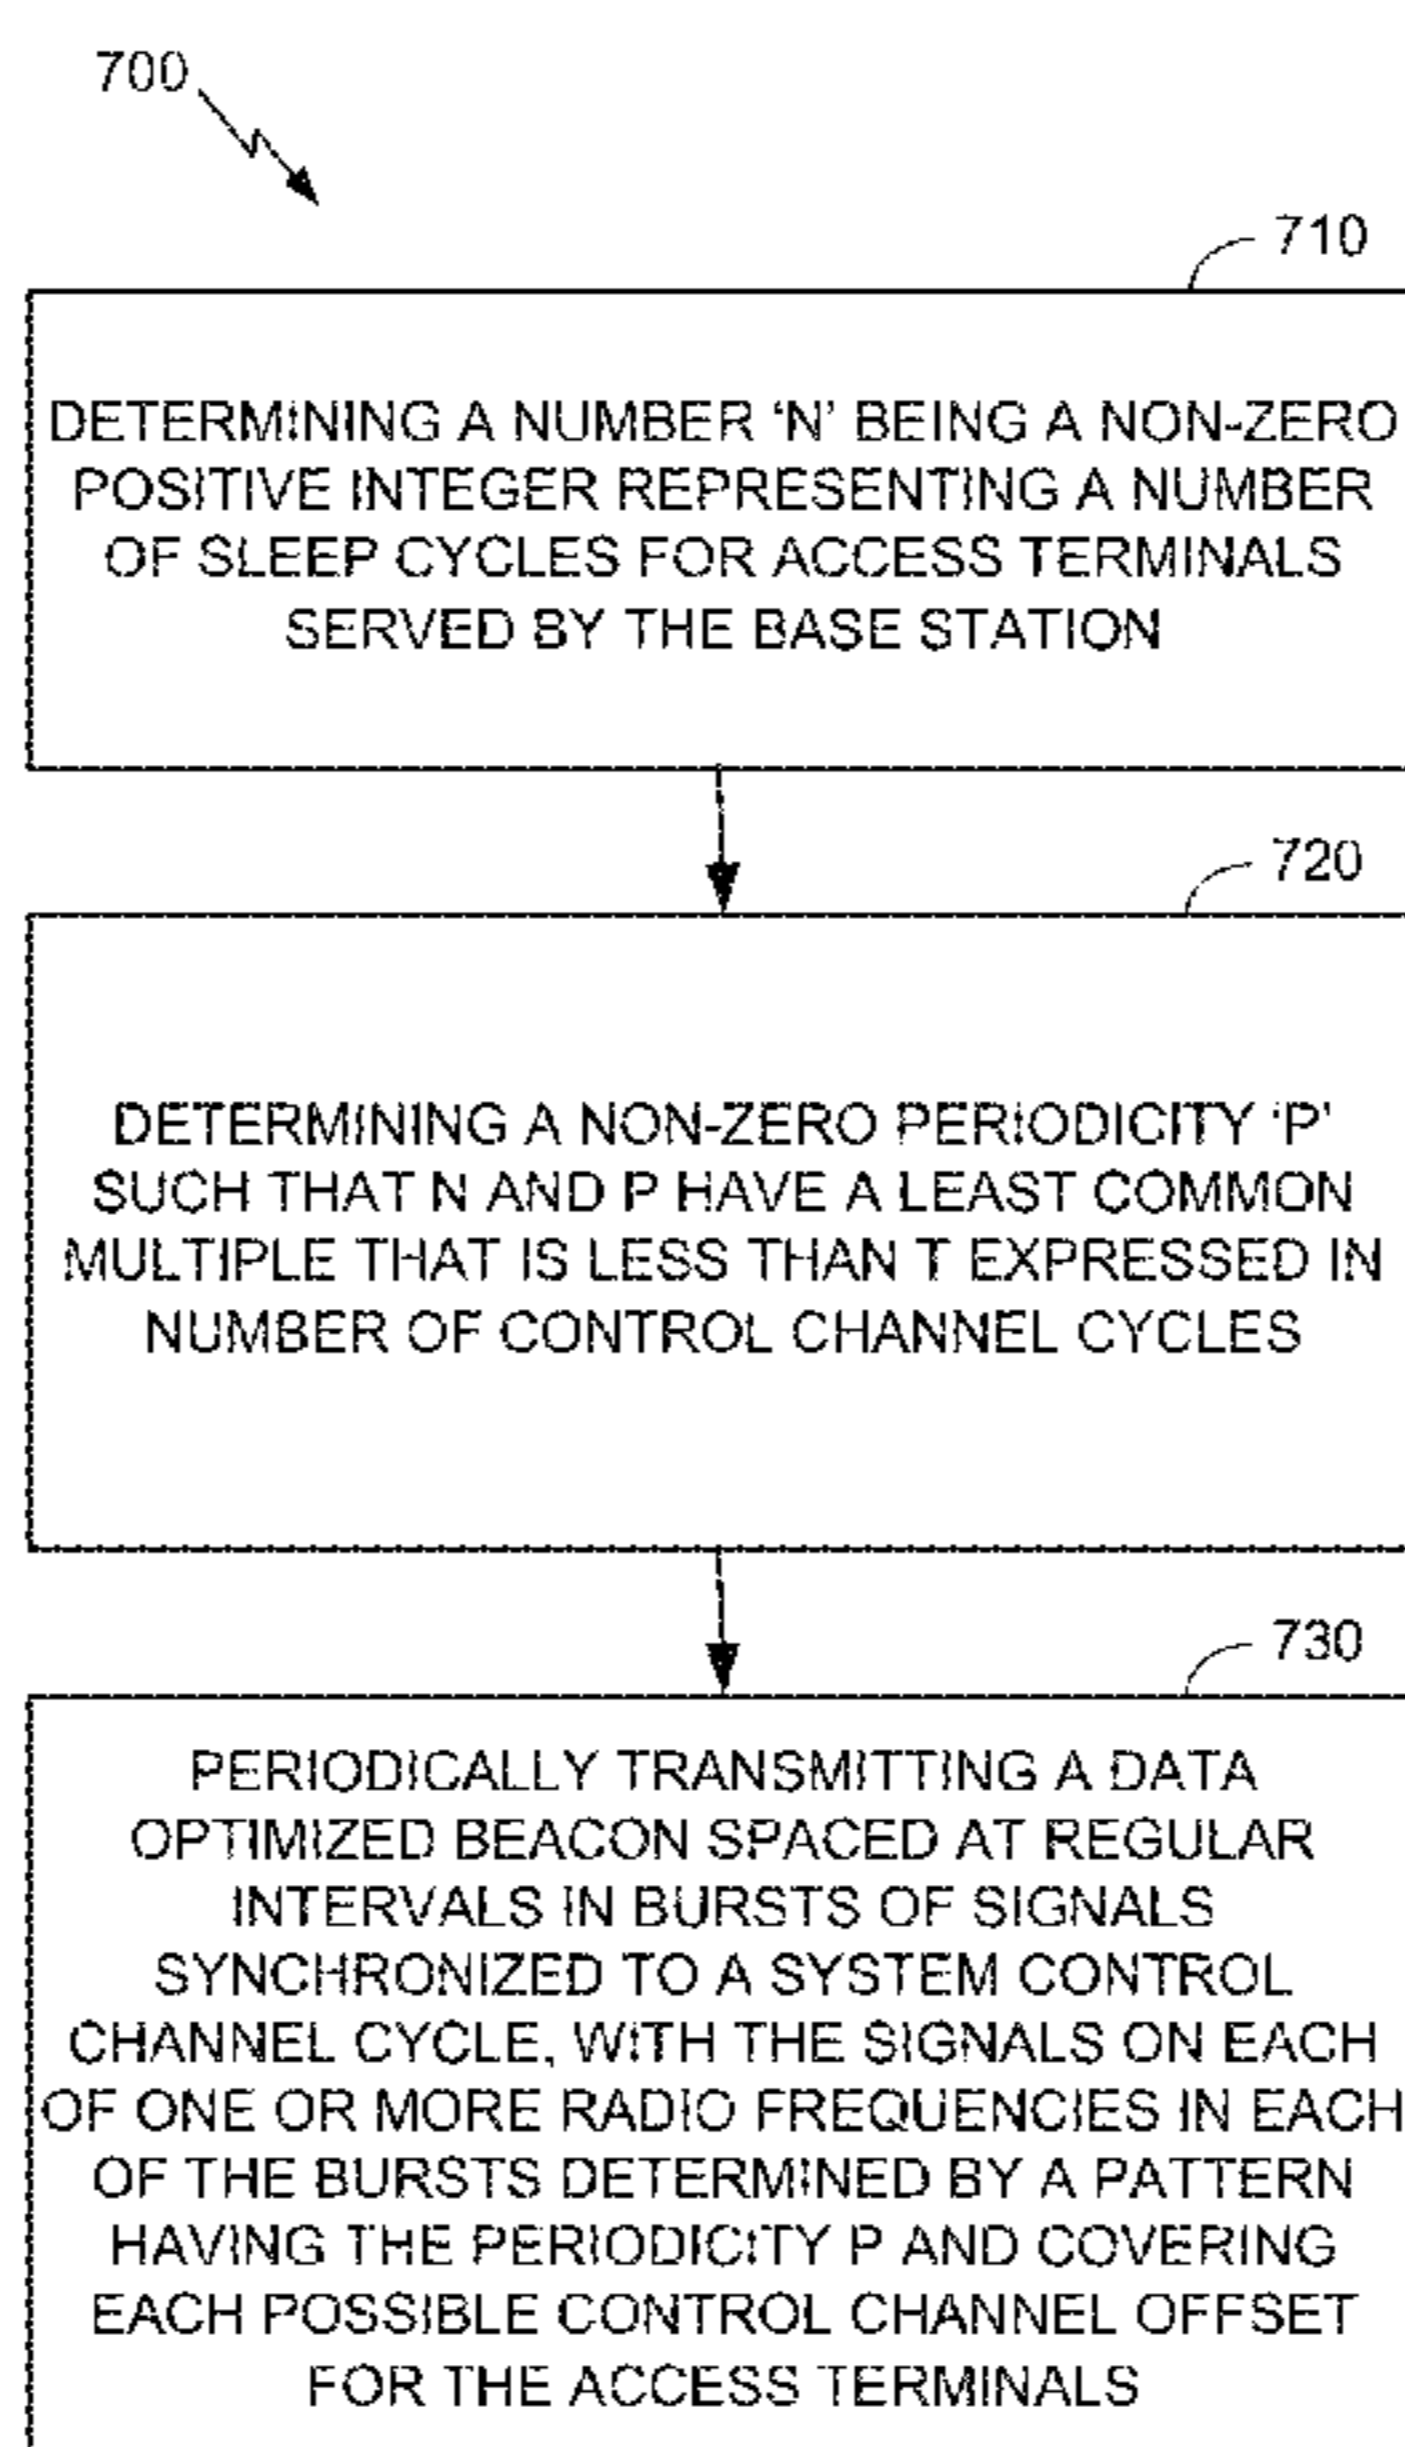 700
710
DETERMINING A NUMBER ‘N’ BEING A NON-ZERO
POSITIVE INTEGER REPRESENTING A NUMBER
OF SLEEP CYCLES FOR ACCESS TERMINALS
SERVED BY THE BASE STATION
720
DETERMINING A NON-ZERO PERIODICITY ‘P’
SUCH THAT N AND P HAVE A LEAST COMMON
MULTIPLE THAT IS LESS THAN T EXPRESSED IN
NUMBER OF CONTROL CHANNEL CYCLES
730
PERIODICALLY TRANSMITTING A DATA
OPTIMIZED BEACON SPACED AT REGULAR
INTERVALS IN BURSTS OF SIGNALS
SYNCHRONIZED TO A SYSTEM CONTROL
CHANNEL CYCLE, WITH THE SIGNALS ON EACH
OF ONE OR MORE RADIO FREQUENCIES IN EACH
OF THE BURSTS DETERMINED BY A PATTERN
HAVING THE PERIODICITY P AND COVERING
EACH POSSIBLE CONTROL CHANNEL OFFSET
FOR THE ACCESS TERMINALS